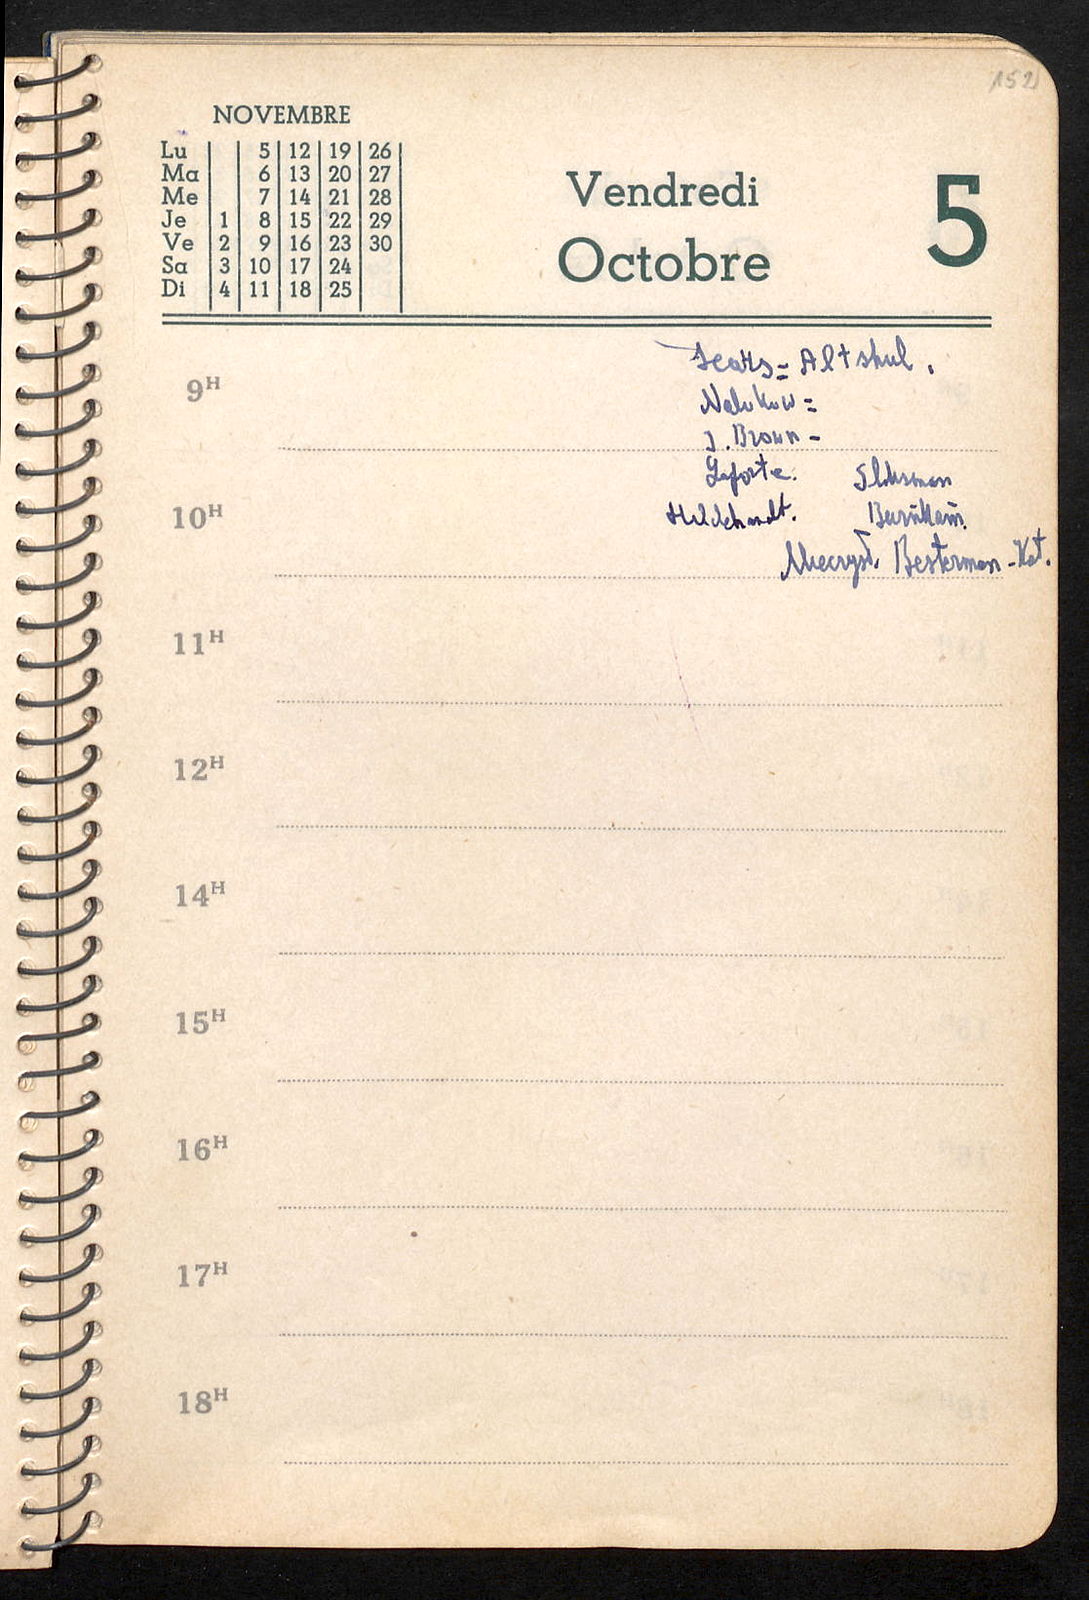 152
NOVEMBRE
Lu 5 12 19 26
Ma 6 13 20 27
Me 7 14 21 28
Je 1 8 15 22 29
Ve 2 9 16 23 30
Sa 3 10 17 24
Di 4 11 18 25
Vendredi
Octobre
5
= Altshul.
9H
J. Brown -
Laforte.
10H
Besterman - Kat.
11H
12H
14H
15H
16H
17H
18H